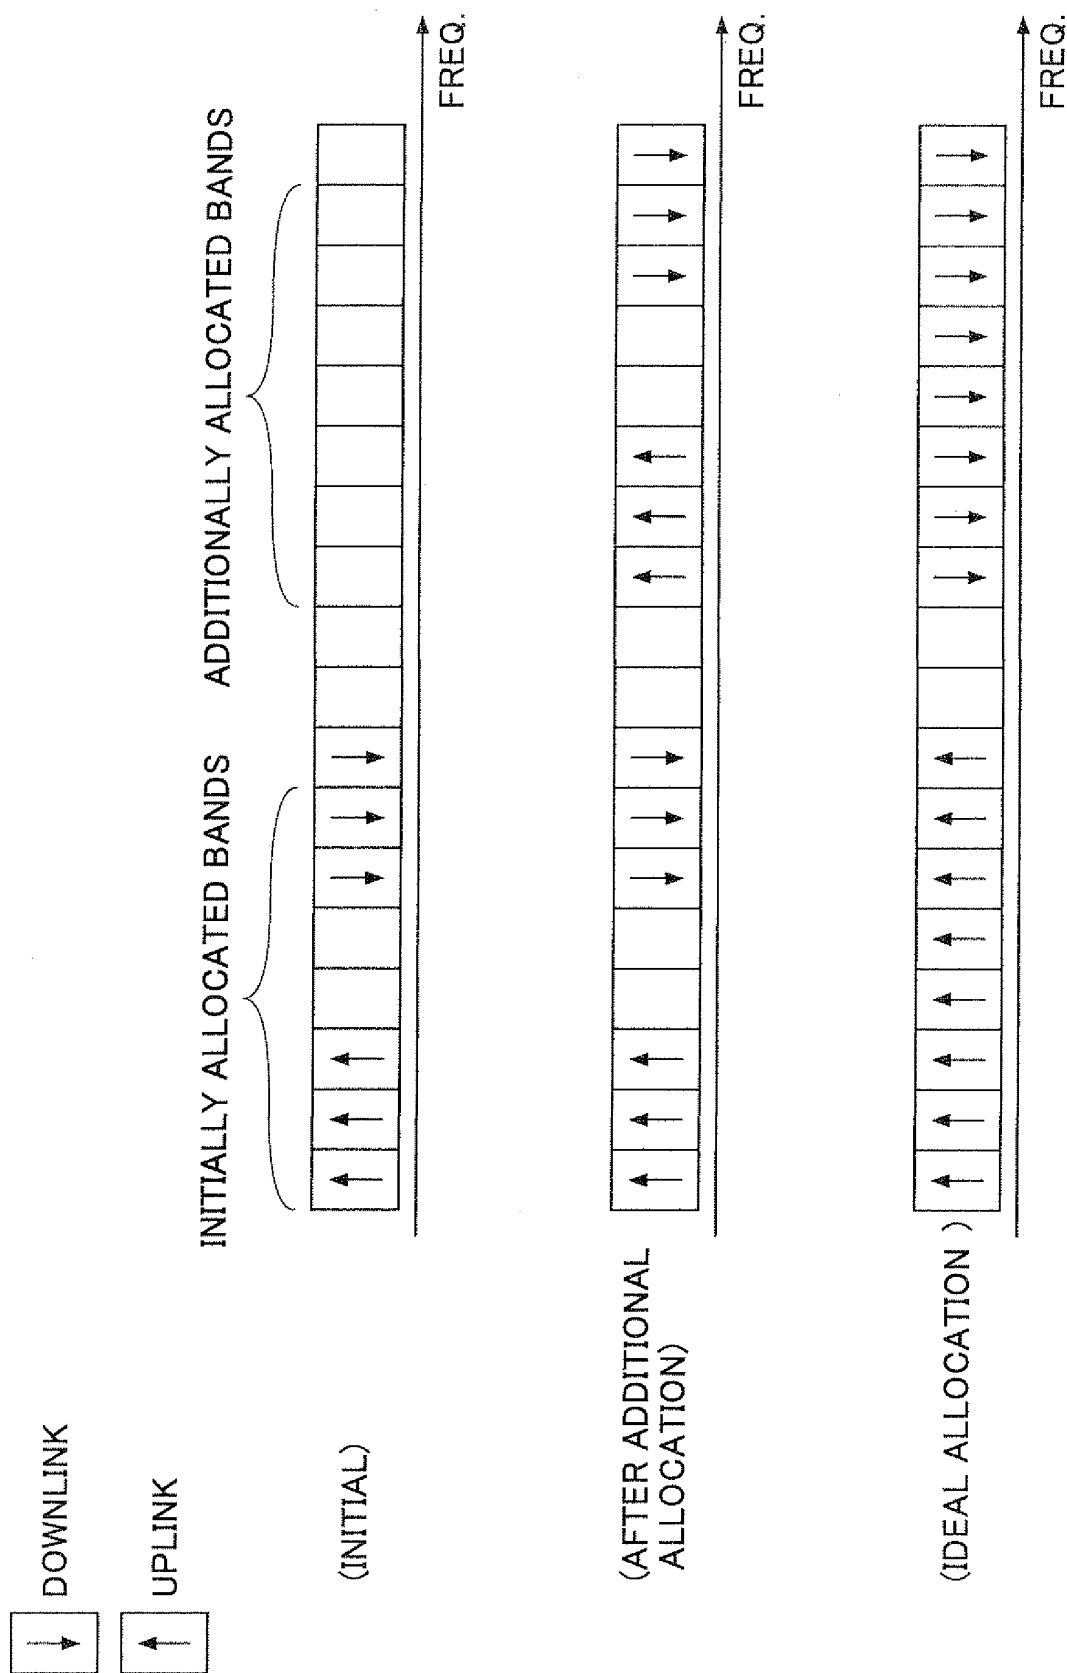 DOWNLINK
UPLINK
INITIALLY ALLOCATED BANDS
ADDITIONALLY ALLOCATED BANDS
(INITIAL)
FREQ.
(AFTER ADDITIONAL
ALLOCATION)
FREQ.
(IDEAL ALLOCATION )
FREQ.